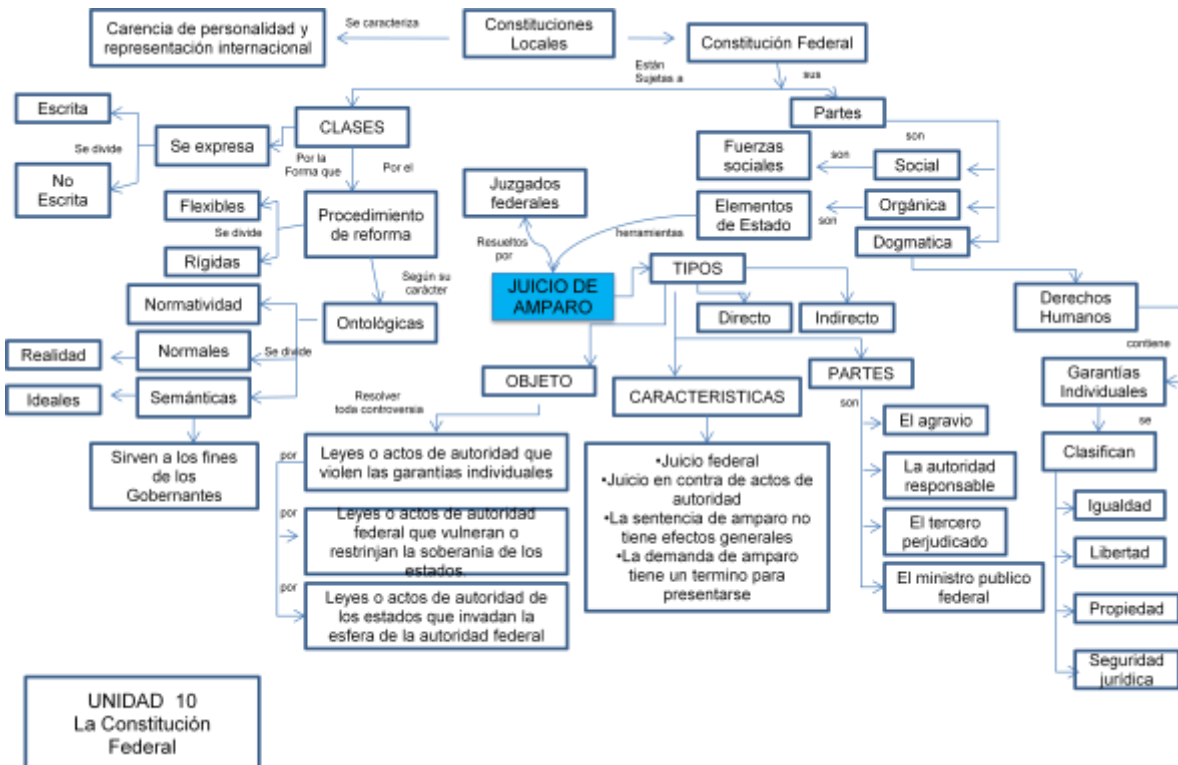 Carencia de personalidad y
representación internacional
Se caracteriza
Constituciones
Locales
Constitución Federal
Están
Sujetas a
sus
Escrita
Se divide
No
Escrita
Se expresa
CLASES
Por la
Forma que
Por el
Partes
son
Fuerzas
sociales
son
Social
Elementos
de Estado
son
Orgánica
Dogmatica
Flexibles
Se divide
Rígidas
Procedimiento
de reforma
Juzgados
federales
Resueltos
por
herramientas
JUICIO DE
AMPARO
TIPOS
Directo
Indirecto
Derechos
Humanos
contiene
Según su
carácter
Normatividad
Ontológicas
Realidad
Normales
Se divide
Ideales
Semánticas
Sirven a los fines
de los
Gobernantes
OBJETO
Resolver
toda controversia
CARACTERISTICAS
PARTES
son
Garantías
Individuales
se
Clasifican
por
Leyes o actos de autoridad que
violen las garantías individuales
por
Leyes o actos de autoridad
federal que vulneran o
restrinjan la soberanía de los
estados.
por
Leyes o actos de autoridad de
los estados que invadan la
esfera de la autoridad federal
•Juicio federal
•Juicio en contra de actos de
autoridad
•La sentencia de amparo no
tiene efectos generales
•La demanda de amparo
tiene un termino para
presentarse
El agravio
La autoridad
responsable
El tercero
perjudicado
El ministro publico
federal
Igualdad
Libertad
Propiedad
Seguridad
jurídica
UNIDAD 10
La Constitución
Federal